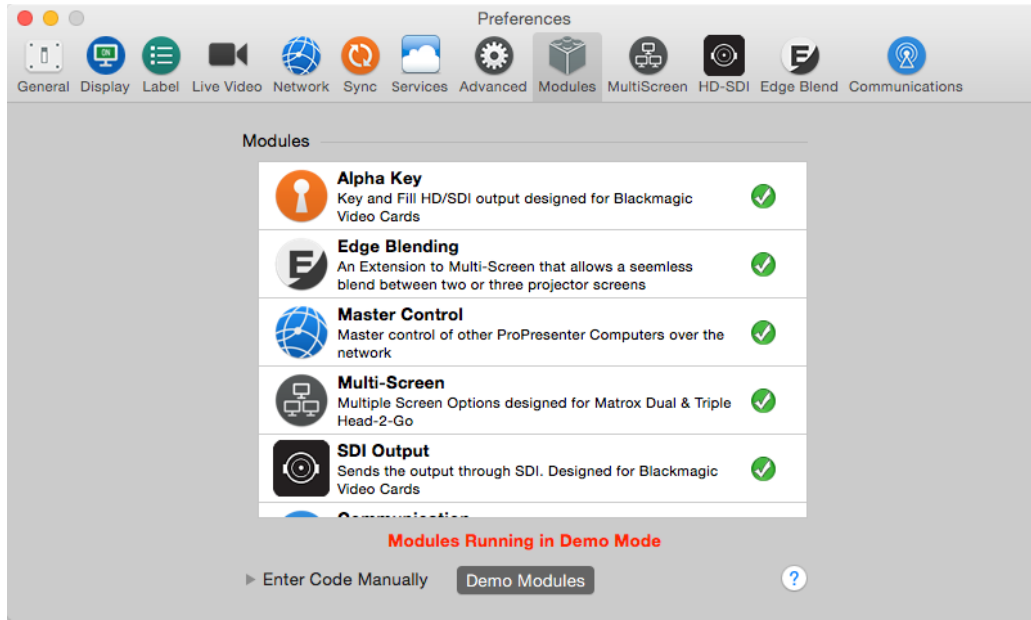 Preferences
ON
General Display Label Live Video Network Sync Services Advanced Modules MultiScreen HD-SDI Edge Blend Communications
Modules
Alpha Key
Key and Fill HD/SDI output designed for Blackmagic
Video Cards
Edge Blending
An Extension to Multi-Screen that allows a seemless
blend between two or three projector screens
Master Control
Master control of other ProPresenter Computers over the
network
Multi-Screen
Multiple Screen Options designed for Matrox Dual & Triple
Head-2-Go
SDI Output
Sends the output through SDI. Designed for Blackmagic
Video Cards
Communication
Modules Running in Demo Mode
Enter Code Manually
Demo Modules
?